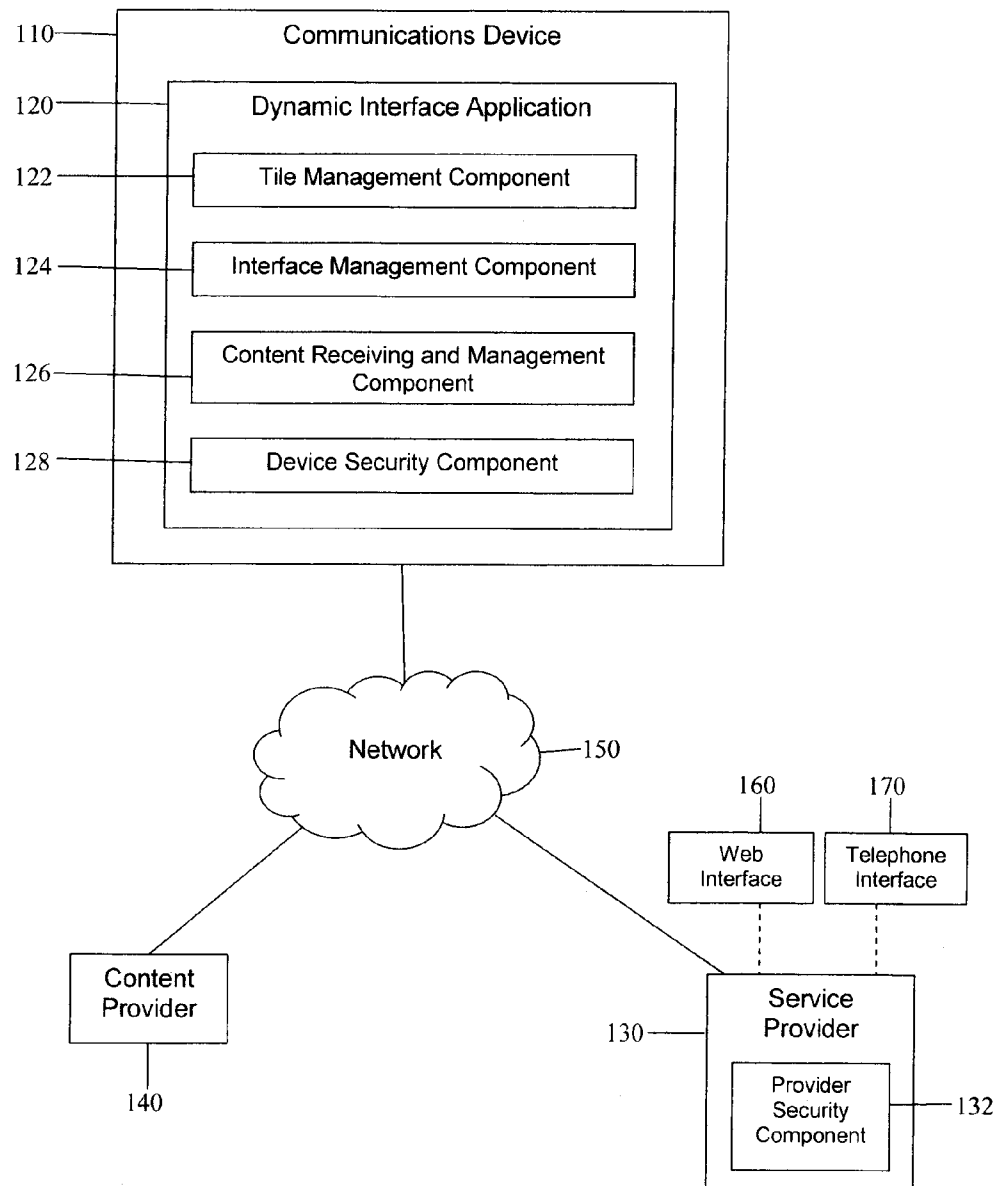 110
Communications Device
120
Dynamic Interface Application
122
Tile Management Component
124
Interface Management Component
126
Content Receiving and Management
Component
128
Device Security Component
Network
150
160
170
Web
Interface
Telephone
Interface
Content
Provider
140
130
Service
Provider
Provider
Security
Component
132